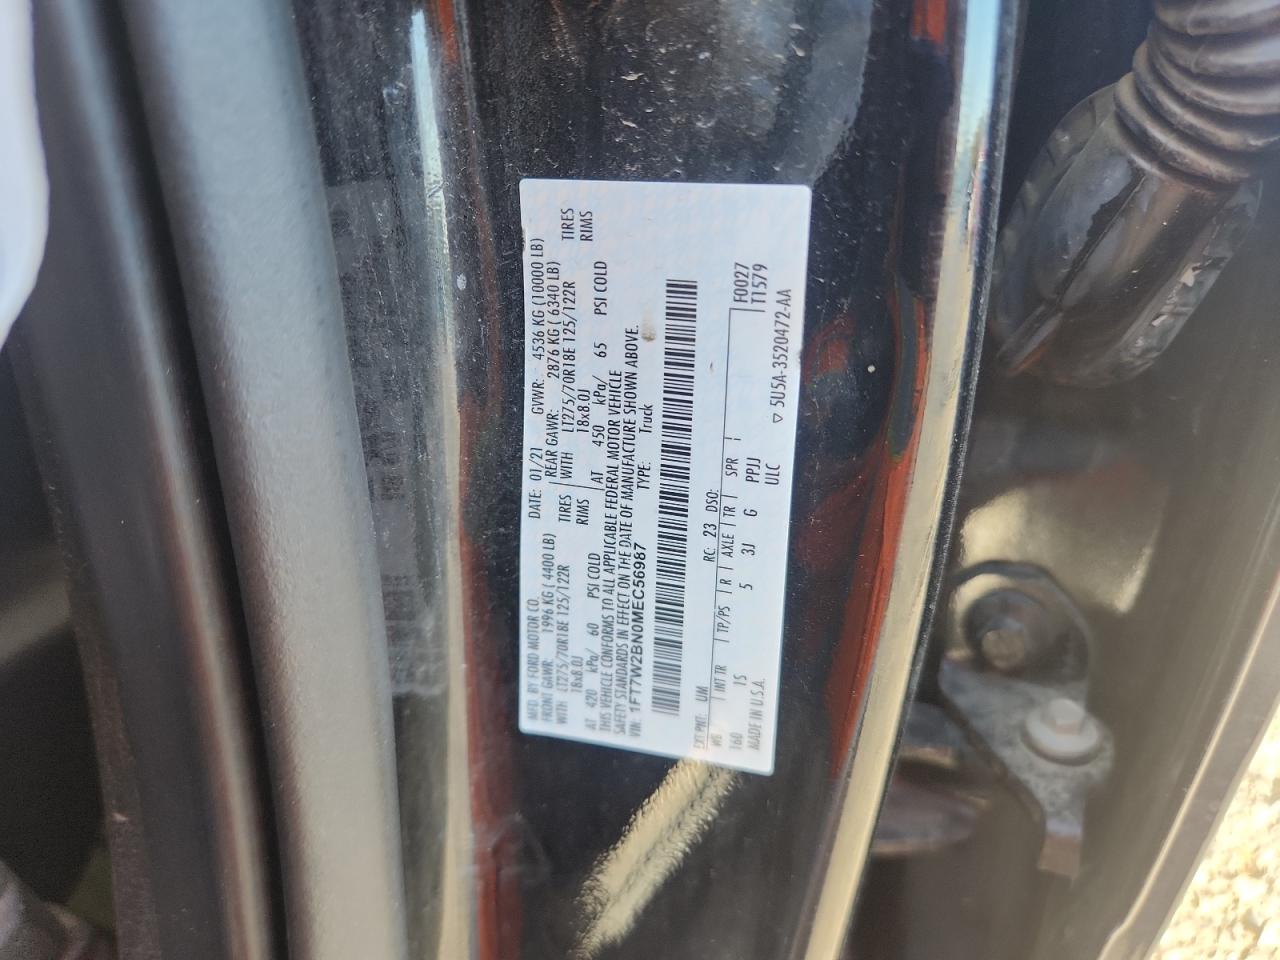 MFD. BY FORD MOTOR CO.
DATE: 01/21 GVWR: 4536 KG (10000 LB)
FRONT GAWR: 1996 KG ( 4400 LB) REAR GAWR: 2876 KG ( 6340 LB)
WITH LT275/70R18E 125/122R TIRES WITH LT275/70R18E 125/122R TIRES
18x8.0J RIMS 18x8.0J RIMS
AT 420 kPa/ 60 PSI COLD AT 450 kPa/ 65 PSI COLD
THIS VEHICLE CONFORMS TO ALL APPLICABLE FEDERAL MOTOR VEHICLE
SAFETY STANDARDS IN EFFECT ON THE DATE OF MANUFACTURE SHOWN ABOVE.
VIN: 1FT7W2BN0MEC56987 TYPE: Truck
EXT PNT: UM RC: 23 DSO: F0027
WB INT TR TP/PS R AXLE TR SPR T1579
160 1S 5 3J G PPJJ
MADE IN U.S.A. ULC ▽ 5U5A-3520472-AA